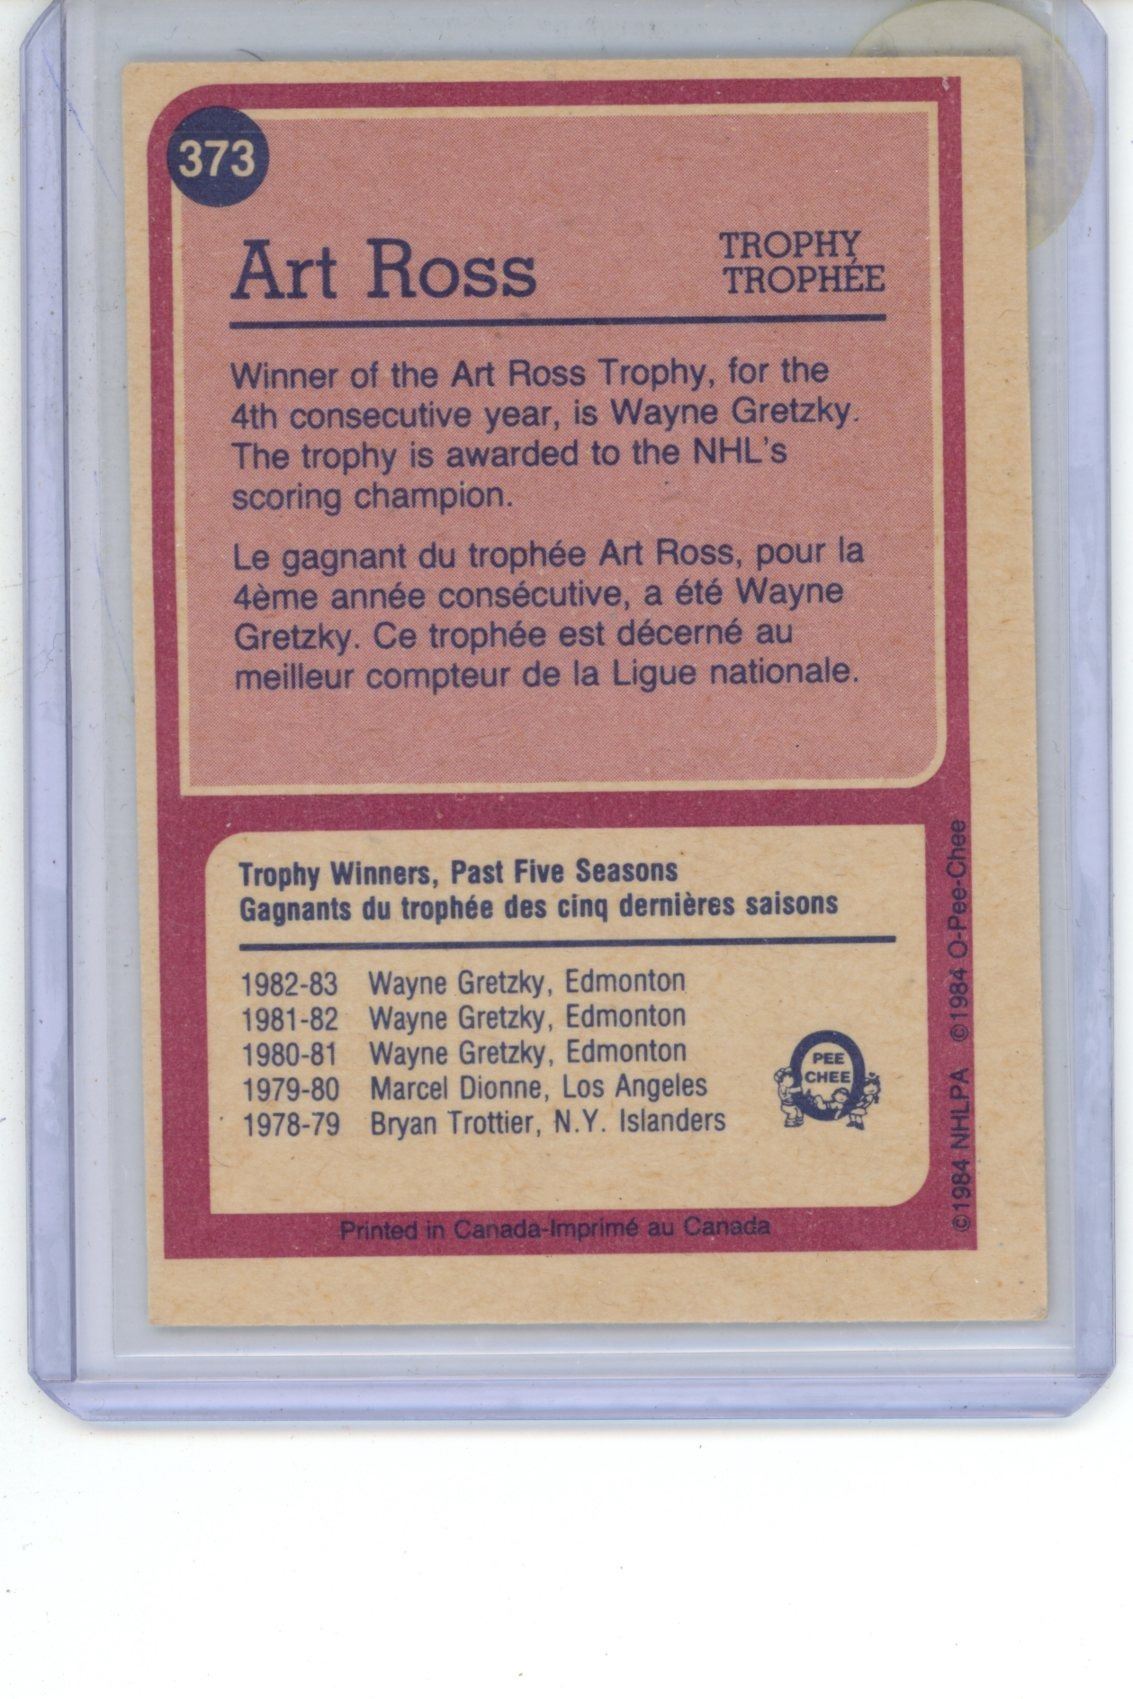 373
Art Ross
TROPHY
TROPHÉE
Winner of the Art Ross Trophy, for the
4th consecutive year, is Wayne Gretzky.
The trophy is awarded to the NHL's
scoring champion.
Le gagnant du trophée Art Ross, pour la
4ème année consécutive, a été Wayne
Gretzky. Ce trophée est décerné au
meilleur compteur de la Ligue nationale.
Trophy Winners, Past Five Seasons
Gagnants du trophée des cinq dernières saisons
1982-83 Wayne Gretzky, Edmonton
1981-82 Wayne Gretzky, Edmonton
1980-81 Wayne Gretzky, Edmonton
1979-80 Marcel Dionne, Los Angeles
1978-79 Bryan Trottier, N.Y. Islanders
O
PEE
CHEE
©1984 NHLPA ©1984 O-Pee-Chee
Printed in Canada-Imprimé au Canada